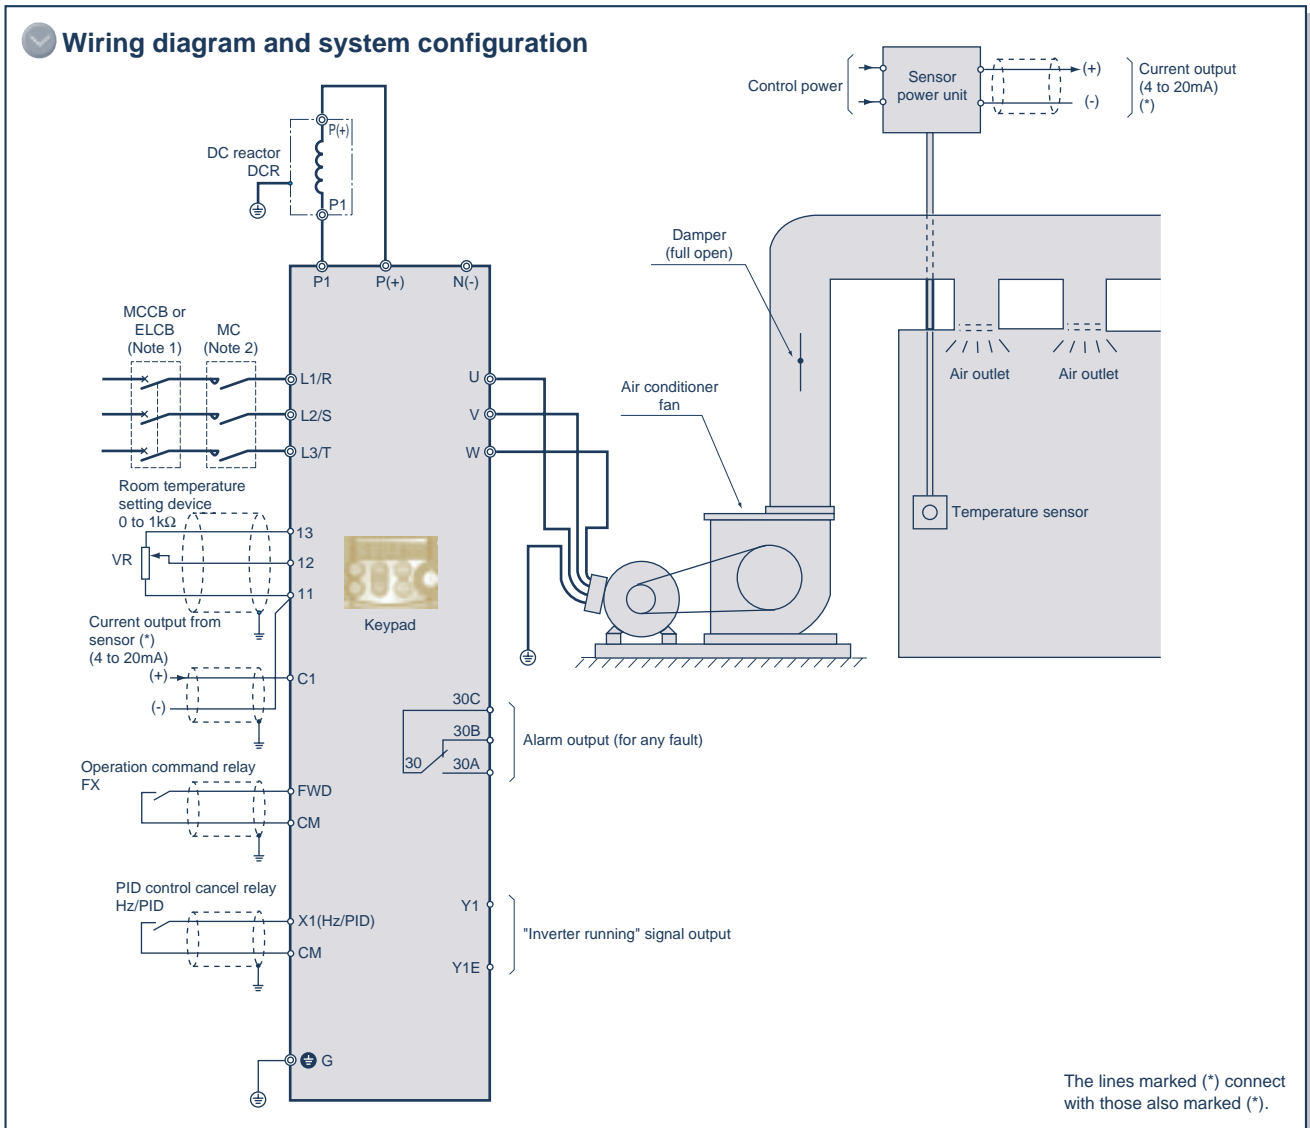 Wiring diagram and system configuration
Control power
Sensor
power unit
(+)
(-)
Current output
(4 to 20mA)
(*)
DC reactor
DCR
P(+)
P1
P1
P(+)
N(-)
Damper
(full open)
MCCB or
ELCB
(Note 1)
MC
(Note 2)
L1/R
L2/S
L3/T
U
V
W
Air conditioner
fan
Air outlet
Air outlet
Temperature sensor
Room temperature
setting device
0 to 1kΩ
VR
13
12
11
Keypad
Current output from
sensor (*)
(4 to 20mA)
(+)
(-)
C1
30C
30B
30
30A
Alarm output (for any fault)
Operation command relay
FX
FWD
CM
PID control cancel relay
Hz/PID
X1(Hz/PID)
CM
Y1
Y1E
"Inverter running" signal output
G
The lines marked (*) connect
with those also marked (*).